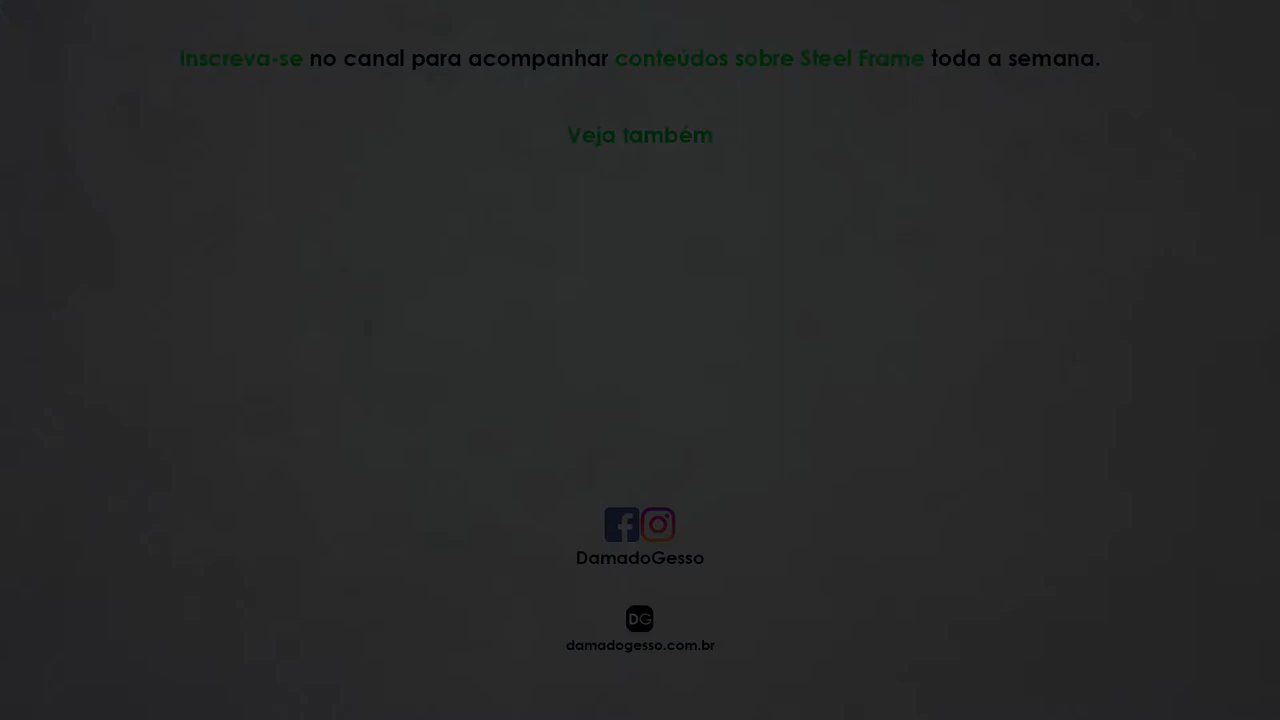 Inscreva-se no canal para acompanhar conteúdos sobre Steel Frame toda a semana.
Veja também
DamadoGesso
DG
damadogesso.com.br